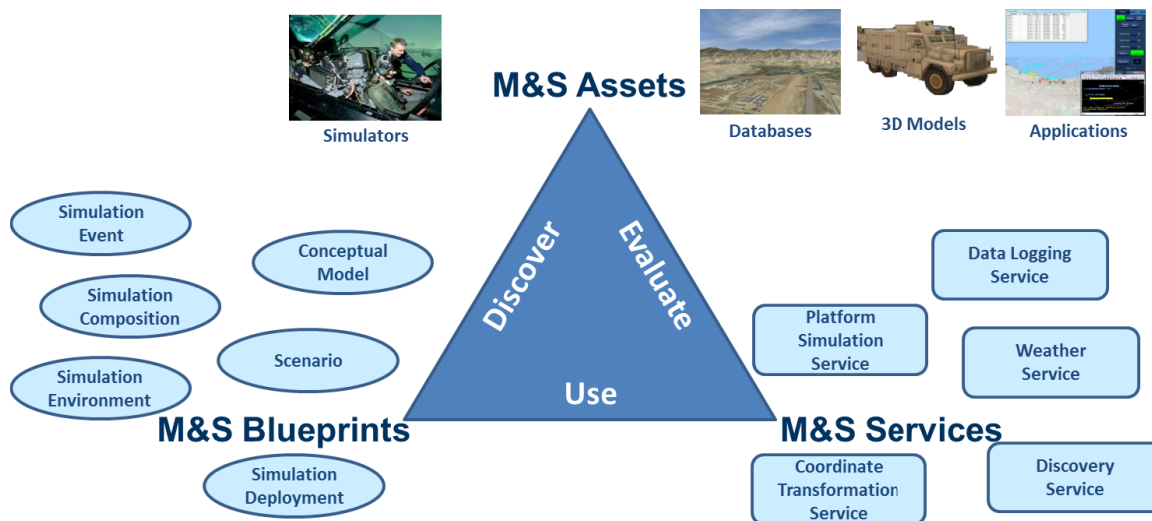 M&S Assets
Simulators
Databases
3D Models
Applications
Discover
Evaluate
Use
Simulation
Event
Conceptual
Model
Simulation
Composition
Scenario
Simulation
Environment
M&S Blueprints
Simulation
Deployment
Data Logging
Service
Platform
Simulation
Service
Weather
Service
M&S Services
Coordinate
Transformation
Service
Discovery
Service